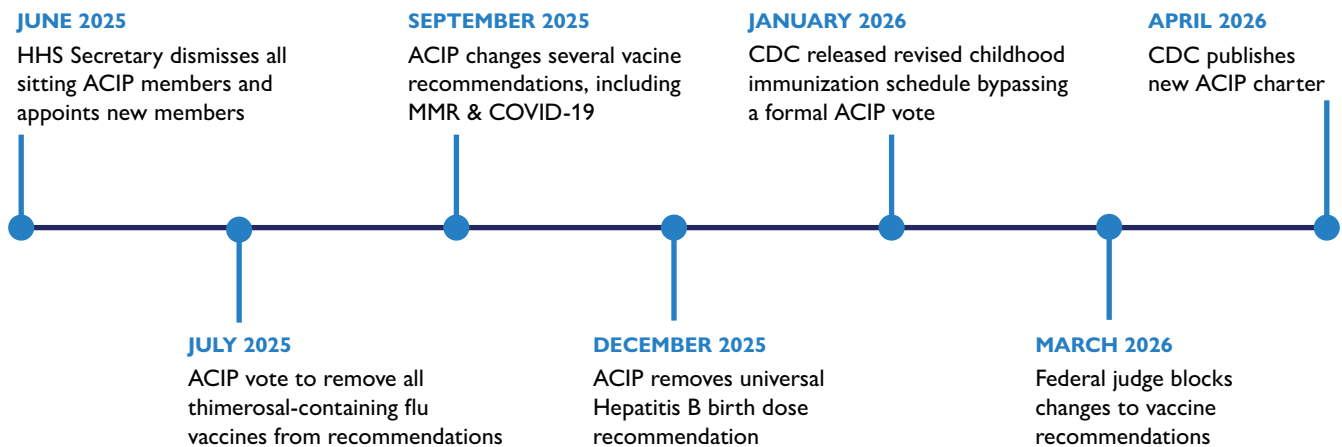 JUNE 2025
HHS Secretary dismisses all
sitting ACIP members and
appoints new members
SEPTEMBER 2025
ACIP changes several vacine
recommendations, including
MMR & COVID-19
JANUARY 2026
CDC released revised childhood
immunization schedule bypassing
a formal ACIP vote
APRIL 2026
CDC publishes
new ACIP charter
JULY 2025
ACIP vote to remove all
thimerosal-containing flu
vaccines from recommendations
DECEMBER 2025
ACIP removes universal
Hepatitis B birth dose
recommendation
MARCH 2026
Federal judge blocks
changes to vaccine
recommendations